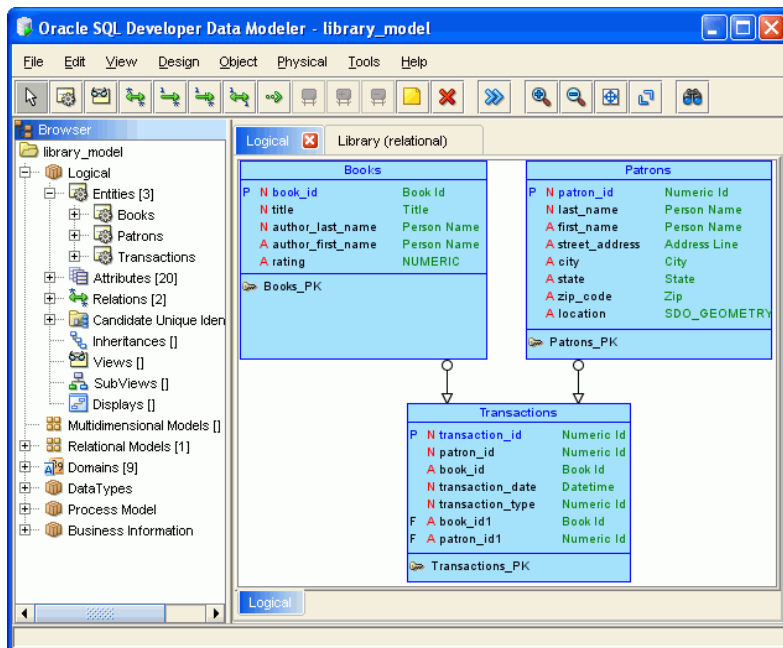 Oracle SQL Developer Data Modeler - library_model
File Edit View Design Object Physical Tools Help
Browser
library_model
Logical
Entities [3]
Books
Patrons
Transactions
Attributes [20]
Relations [2]
Candidate Unique Iden
Inheritances []
Views []
SubViews []
Displays []
Multidimensional Models []
Relational Models [1]
Domains [9]
DataTypes
Process Model
Business Information
Logical Library (relational)
Books
P N book_id Book Id
N title Title
N author_last_name Person Name
A author_first_name Person Name
A rating NUMERIC
Books_PK
Patrons
P N patron_id Numeric Id
N last_name Person Name
A first_name Person Name
A street_address Address Line
A city City
A state State
A zip_code Zip
A location SDO_GEOMETRY
Patrons_PK
Transactions
P N transaction_id Numeric Id
N patron_id Numeric Id
A book_id Book Id
N transaction_date Datetime
N transaction_type Numeric Id
F A book_id1 Book Id
F A patron_id1 Numeric Id
Transactions_PK
Logical